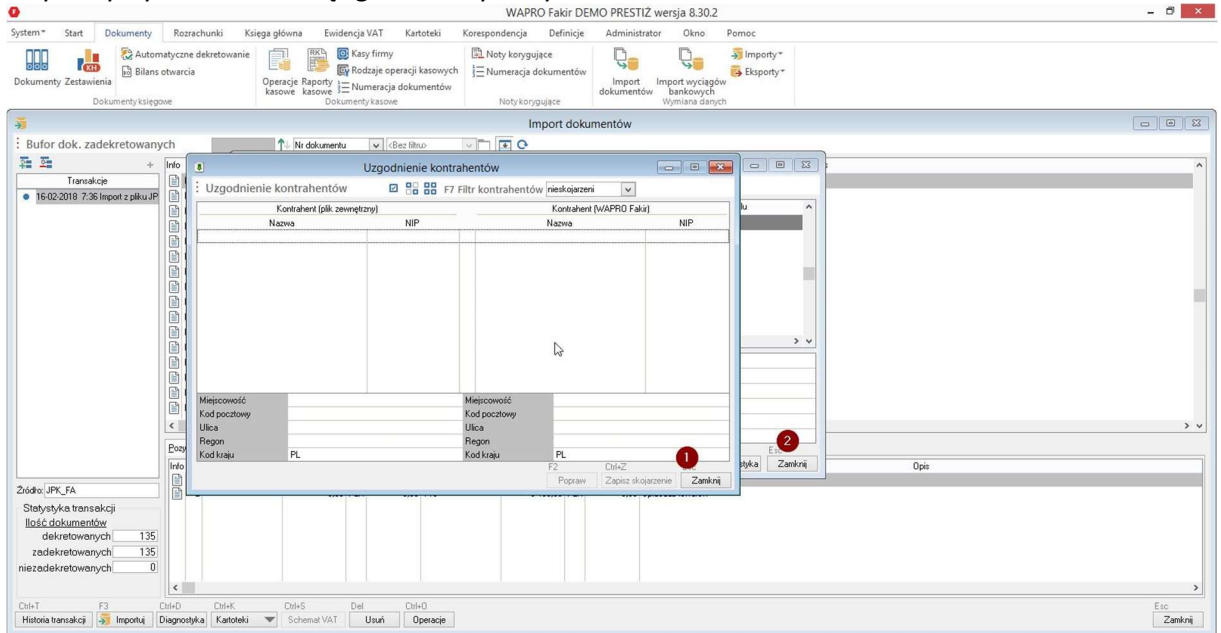 WAPRO Fakir DEMO PRESTIŻ wersja 8.30.2
System Start Dokumenty Rozrachunki Księga główna Ewidencja VAT Kartoteki Korespondencja Definicje Administrator Okno Pomoc
Dokumenty Zestawienia
Automatyczne dekretowanie
Bilans otwarcia
Dokumenty księgowe
Operacje kasowe
Raporty kasowe
Kasy firmy
Rodzaje operacji kasowych
Numeracja dokumentów
Dokumenty kasowe
Noty korygujące
Numeracja dokumentów
Noty korygujące
Import dokumentów
Import wyciągów bankowych
Importy
Eksporty
Wymiana danych
Import dokumentów
Bufor dok. zadekretowanych
Nr dokumentu <Bez filtru>
Transakcje
16-02-2018 7:36 Import z pliku JP
Info
Uzgodnienie kontrahentów
Uzgodnienie kontrahentów F7 Filtr kontrahentów nieskojarzeni
Kontrahent (plik zewnętrzny) Kontrahent (WAPRO Fakir)
Nazwa NIP Nazwa NIP
Miejscowość Miejscowość
Kod pocztowy Kod pocztowy
Ulica Ulica
Regon Regon
Kod kraju PL Kod kraju PL
1
2
F2 Ctrl+Z
Popraw Zapisz skojarzenie Zamknij
Esc
styka Zamknij
Pozy
Info Opis
Źródło: JPK_FA
Statystyka transakcji
Ilość dokumentów
dekretowanych 135
zadekretowanych 135
niezadekretowanych 0
Ctrl+T F3 Ctrl+D Ctrl+K Ctrl+S Del Ctrl+O Esc
Historia transakcji Importuj Diagnostyka Kartoteki Schemat VAT Usuń Operacje Zamknij